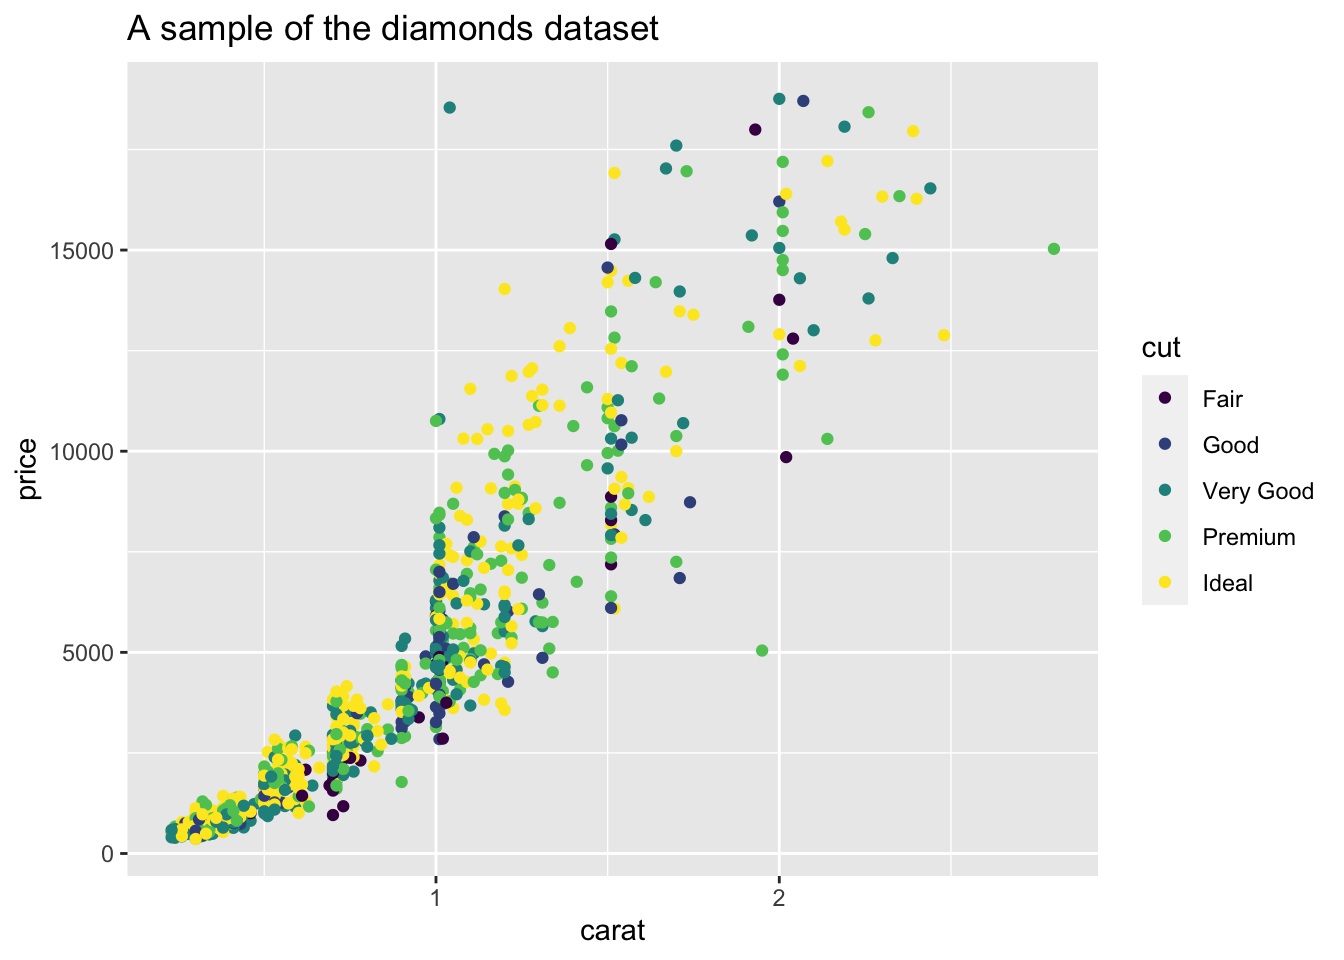 A sample of the diamonds dataset
price
15000
10000
5000
0
1
2
carat
cut
Fair
Good
Very Good
Premium
Ideal